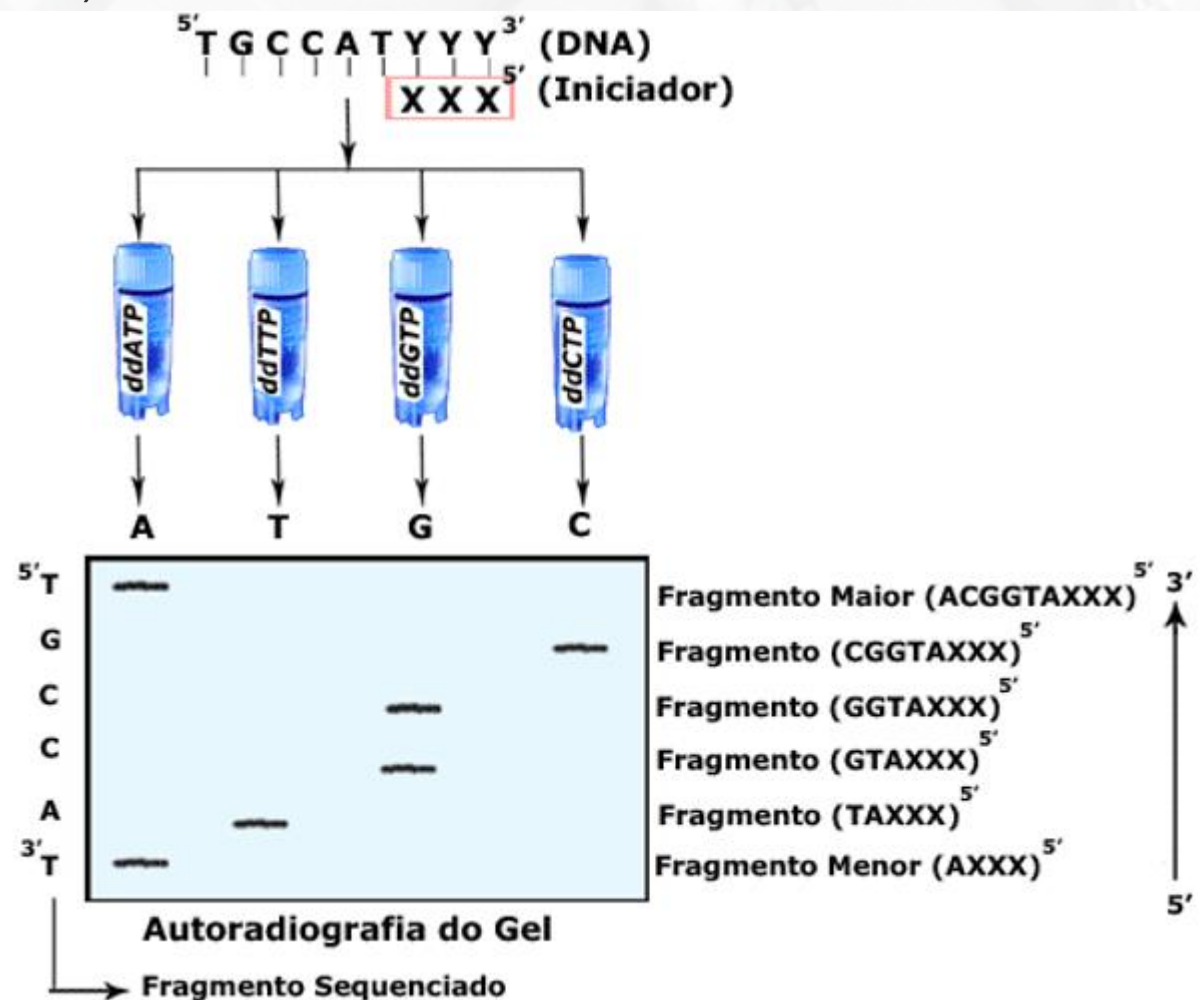 5' T G C C A T Y Y Y 3' (DNA)
X X X 5' (Iniciador)
ddATP ddTTP ddGTP ddCTP
A T G C
5' T Fragmento Maior (ACGGTAXXX) 5' 3'
G Fragmento (CGGTAXXX) 5'
C Fragmento (GGTAXXX) 5'
C Fragmento (GTAXXX) 5'
A Fragmento (TAXXX) 5'
3' T Fragmento Menor (AXXX) 5'
5'
Autoradiografia do Gel
Fragmento Sequenciado